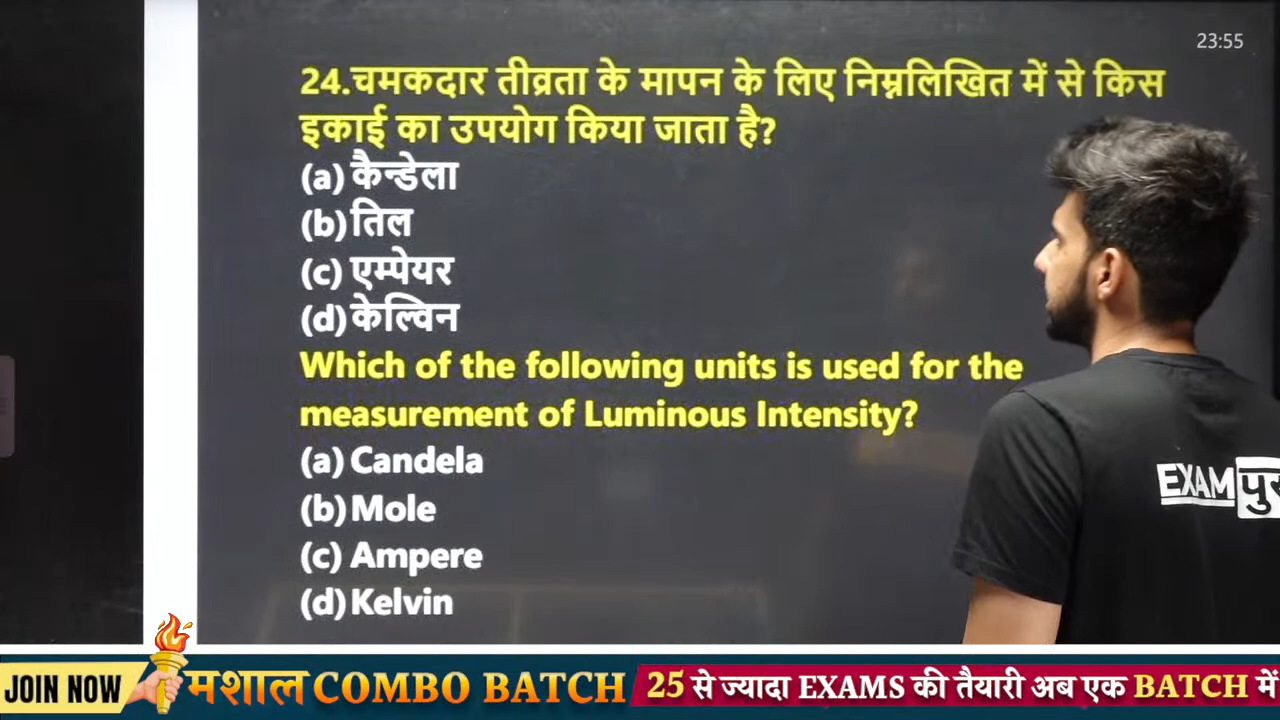 23:55
24.चमकदार तीव्रता के मापन के लिए निम्नलिखित में से किस
इकाई का उपयोग किया जाता है?
(a) कैन्डेला
(b) तिल
(c) एम्पेयर
(d) केल्विन
Which of the following units is used for the
measurement of Luminous Intensity?
(a) Candela
(b) Mole
(c) Ampere
(d) Kelvin
EXAM
JOIN NOW मशाल COMBO BATCH 25 से ज्यादा EXAMS की तैयारी अब एक BATCH में